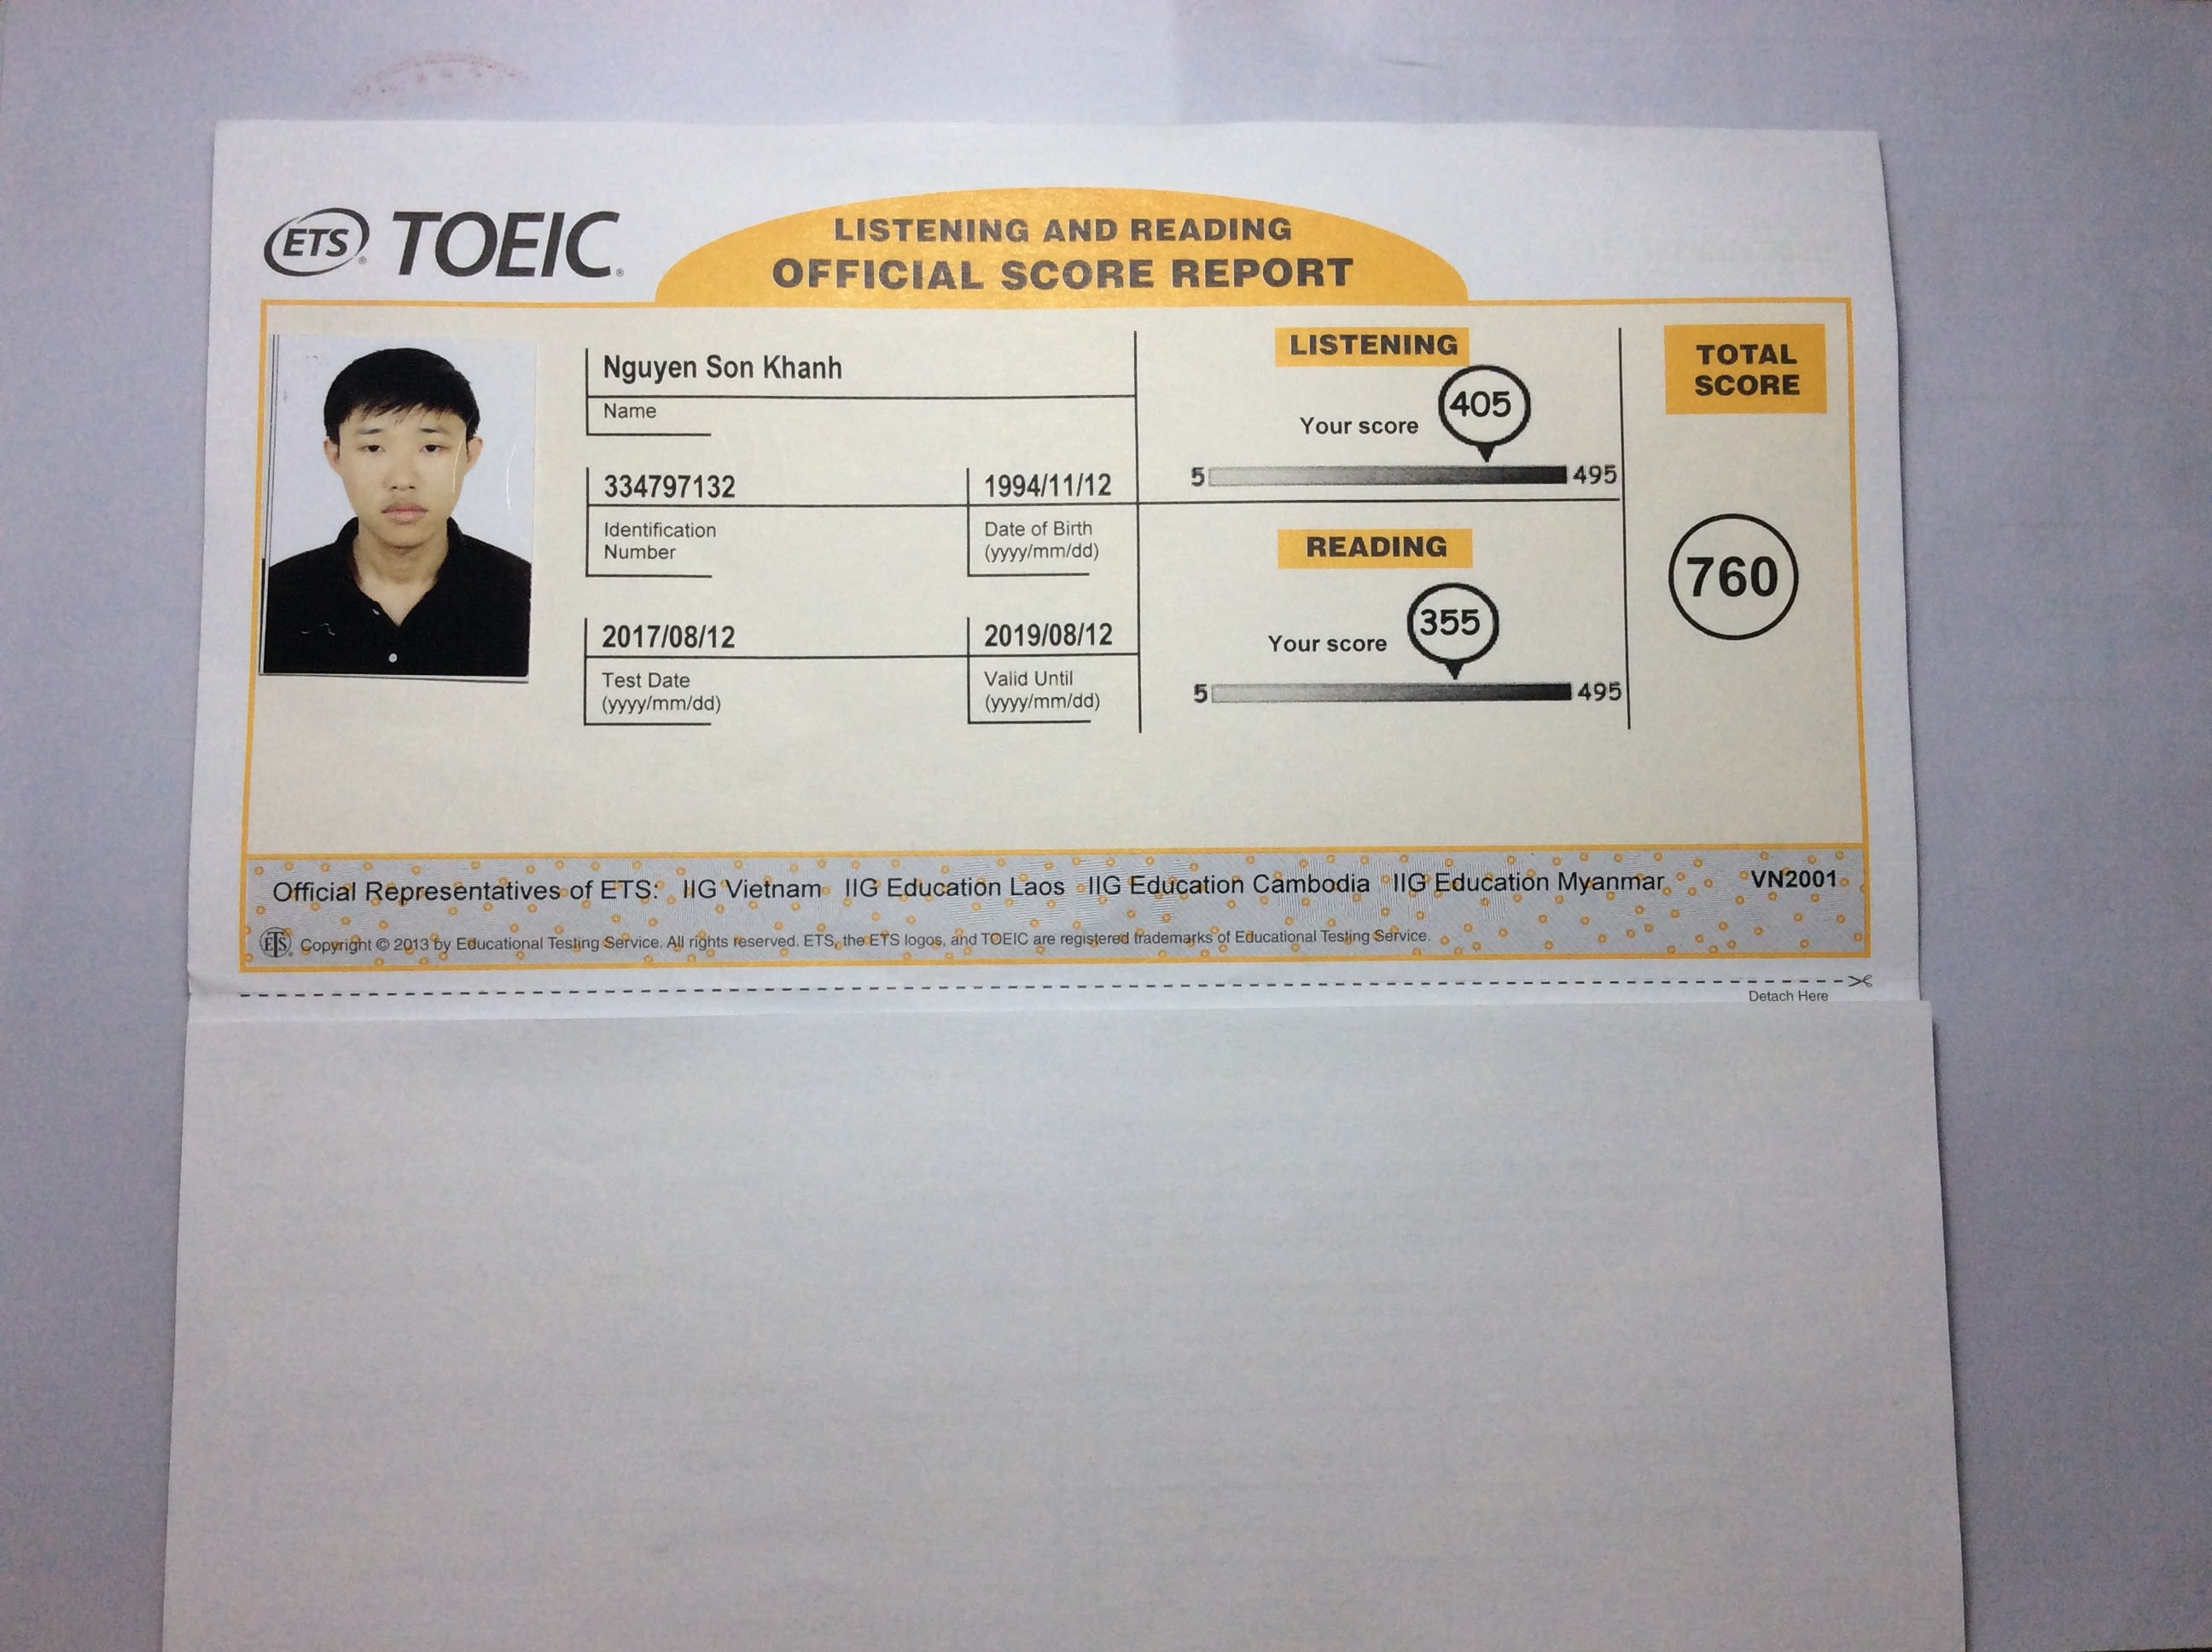 ETS® TOEIC®
LISTENING AND READING
OFFICIAL SCORE REPORT
Nguyen Son Khanh
Name
334797132
Identification
Number
1994/11/12
Date of Birth
(yyyy/mm/dd)
2017/08/12
Test Date
(yyyy/mm/dd)
2019/08/12
Valid Until
(yyyy/mm/dd)
LISTENING
Your score 405
5 495
READING
Your score 355
5 495
TOTAL
SCORE
760
Official Representatives of ETS: IIG Vietnam IIG Education Laos IIG Education Cambodia IIG Education Myanmar VN2001
ETS® Copyright © 2013 by Educational Testing Service. All rights reserved. ETS, the ETS logos, and TOEIC are registered trademarks of Educational Testing Service.
Detach Here